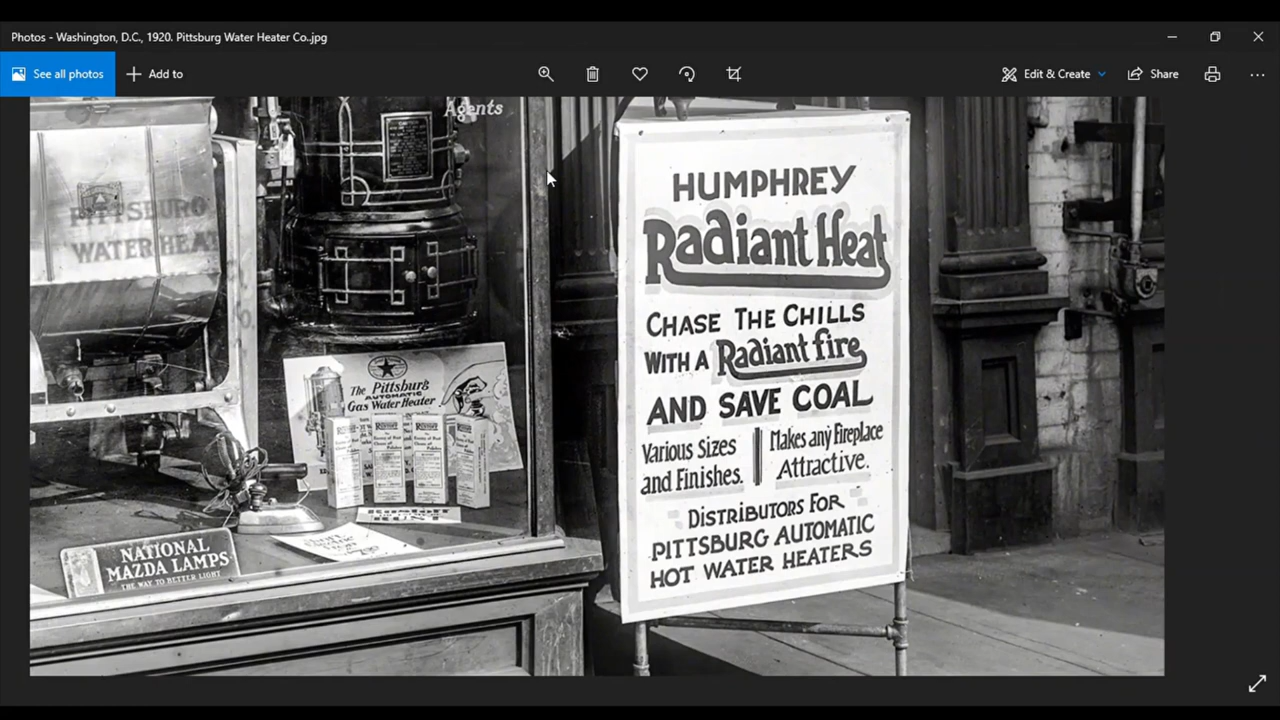 Photos - Washington, D.C., 1920. Pittsburg Water Heater Co..jpg
See all photos
Add to
Edit & Create
Share
Agents
PITTSBURG
WATER HEAT
HUMPHREY
Radiant Heat
CHASE THE CHILLS
WITH A Radiant fire
AND SAVE COAL
Various Sizes
and Finishes.
Makes any Fireplace
Attractive.
DISTRIBUTORS FOR
PITTSBURG AUTOMATIC
HOT WATER HEATERS
The Pittsburg
AUTOMATIC
Gas Water Heater
NATIONAL
MAZDA LAMPS
THE WAY TO BETTER LIGHT